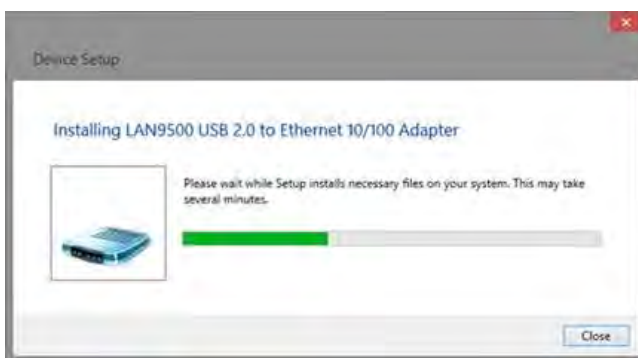 Device Setup
Installing LAN9500 USB 2.0 to Ethernet 10/100 Adapter
Please wait while Setup installs necessary files on your system. This may take
several minutes.
Close